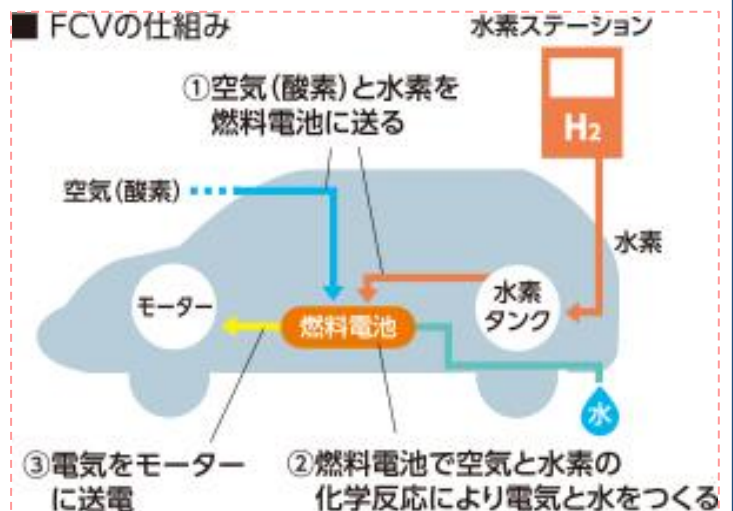 ■ FCVの仕組み
水素ステーション
①空気(酸素)と水素を
燃料電池に送る
H2
空気(酸素)
水素
モーター
水素
タンク
燃料電池
水
③電気をモーター
に送電
②燃料電池で空気と水素の
化学反応により電気と水をつくる